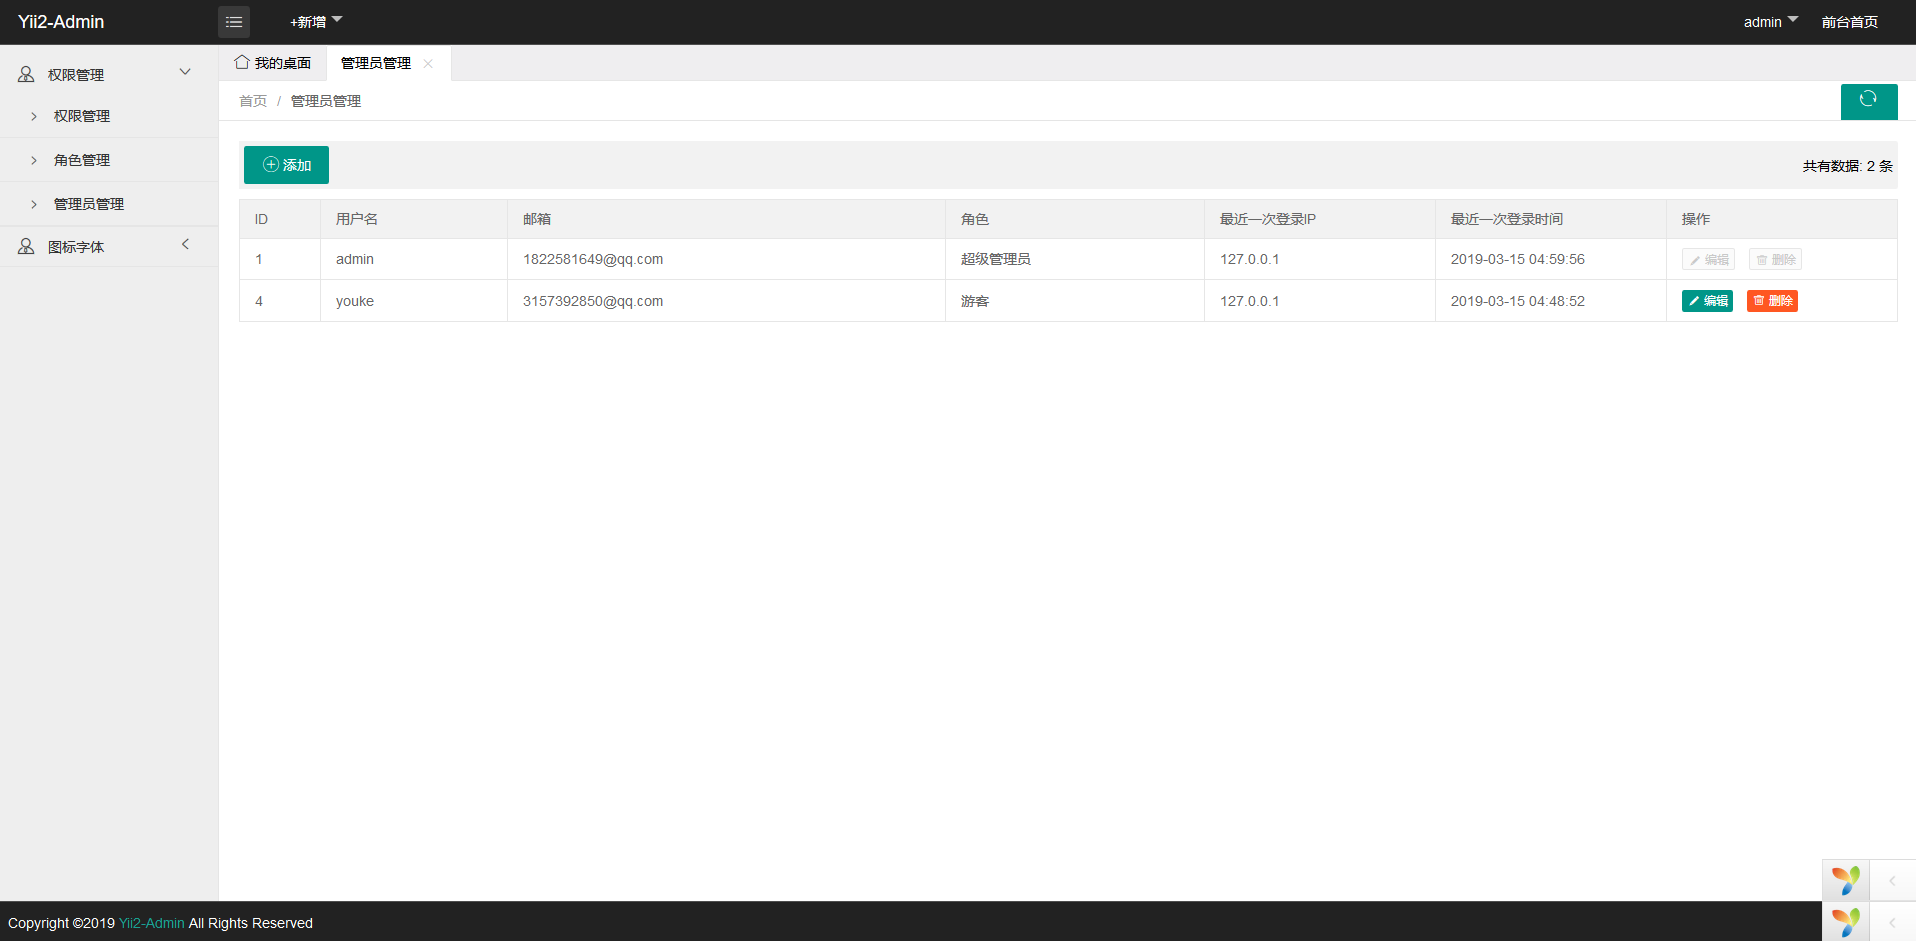 Yii2-Admin +新增 admin 前台首页
权限管理
权限管理
角色管理
管理员管理
图标字体
我的桌面 管理员管理
首页 / 管理员管理
添加 共有数据: 2 条
ID 用户名 邮箱 角色 最近一次登录IP 最近一次登录时间 操作
1 admin 1822581649@qq.com 超级管理员 127.0.0.1 2019-03-15 04:59:56 编辑 删除
4 youke 3157392850@qq.com 游客 127.0.0.1 2019-03-15 04:48:52 编辑 删除
Copyright ©2019 Yii2-Admin All Rights Reserved